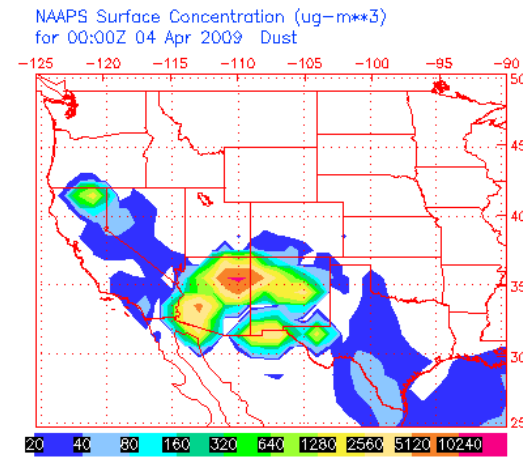 NAAPS Surface Concentration (ug-m**3)
for 00:00Z 04 Apr 2009 Dust
-125 -120 -115 -110 -105 -100 -95 -90
50
45
40
35
30
25
20 40 80 160 320 640 1280 2560 5120 10240